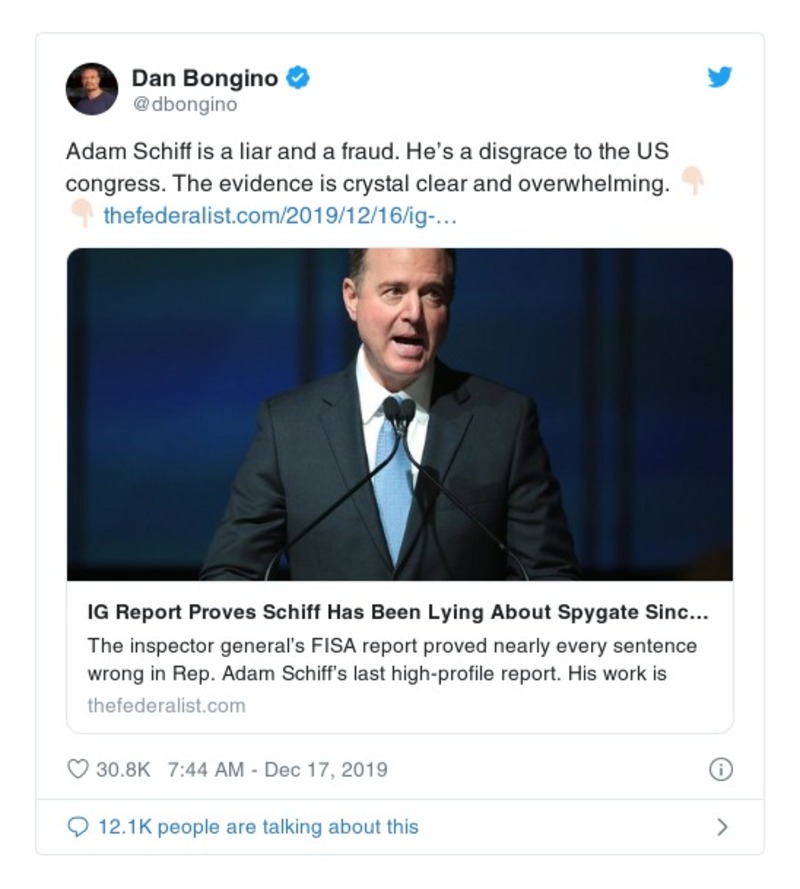 Dan Bongino
@dbongino
Adam Schiff is a liar and a fraud. He’s a disgrace to the US
congress. The evidence is crystal clear and overwhelming. 👇🏻
👇🏻 thefederalist.com/2019/12/16/ig-…
IG Report Proves Schiff Has Been Lying About Spygate Sinc...
The inspector general’s FISA report proved nearly every sentence
wrong in Rep. Adam Schiff’s last high-profile report. His work is
thefederalist.com
30.8K 7:44 AM - Dec 17, 2019
12.1K people are talking about this